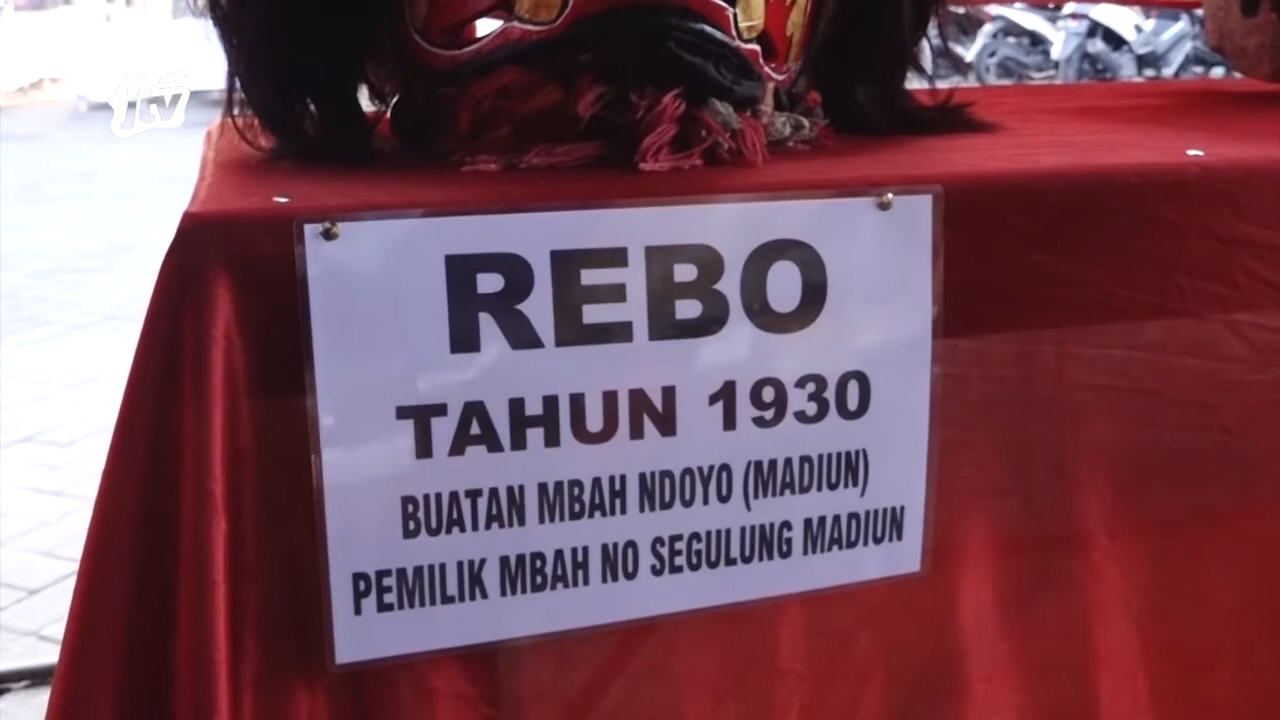 jtv
REBO
TAHUN 1930
BUATAN MBAH NDOYO (MADIUN)
PEMILIK MBAH NO SEGULUNG MADIUN